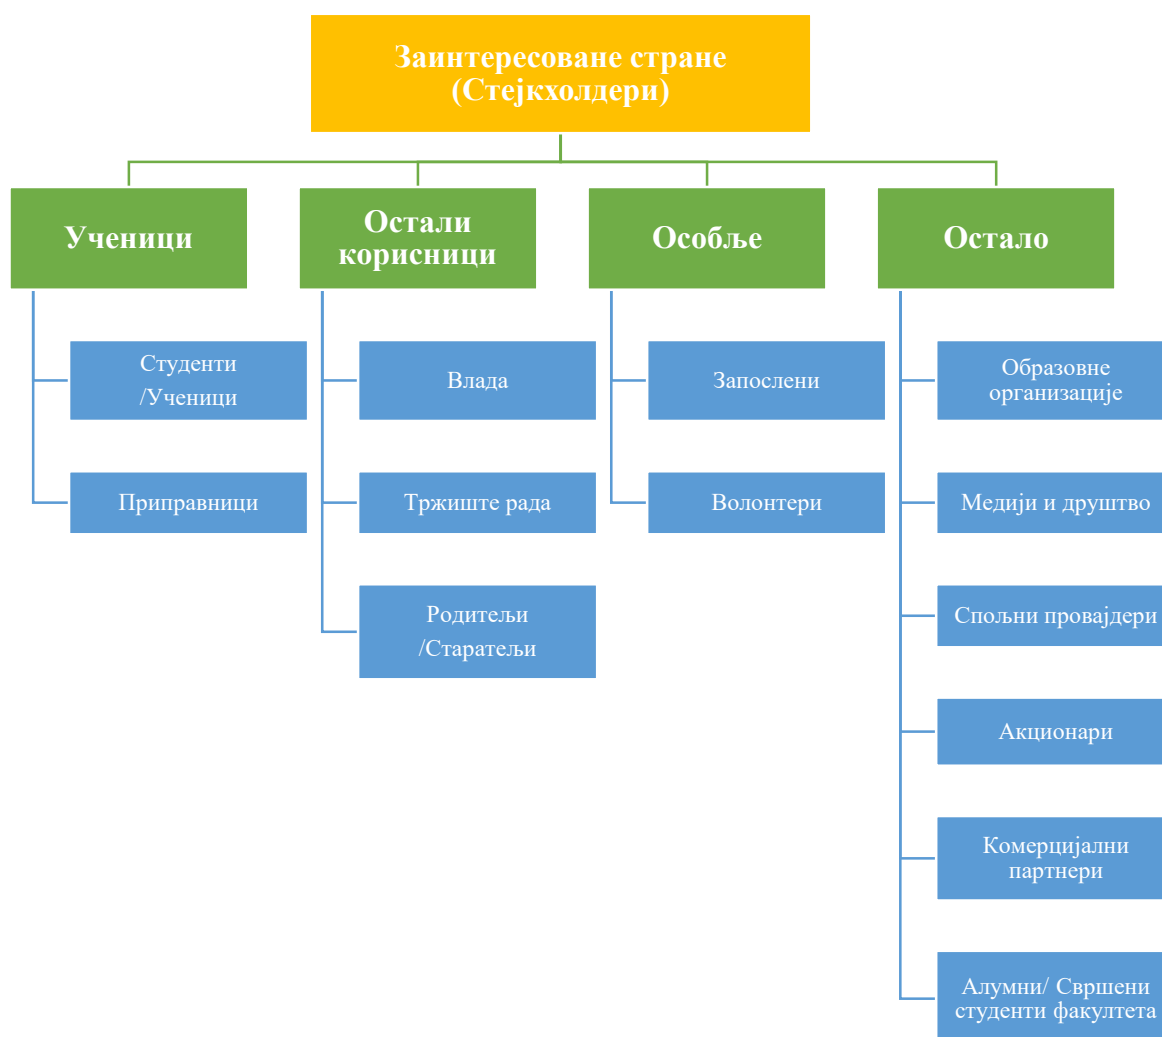 Заинтересоване стране
(Стејкхолдери)
Ученици
Остали
корисници
Особље
Остало
Студенти
/Ученици
Приправници
Влада
Тржиште рада
Родитељи
/Старатељи
Запослени
Волонтери
Образовне
организације
Медији и друштво
Спољни провајдери
Акционари
Комерцијални
партнери
Алумни/ Свршени
студенти факултета